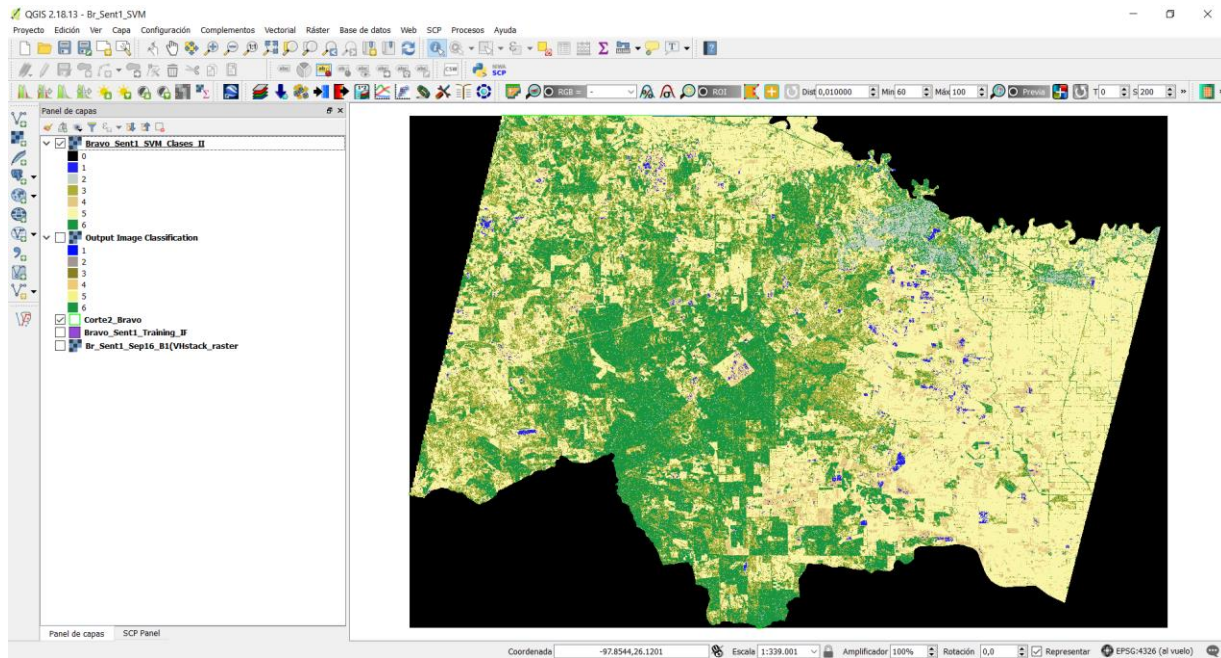 QGIS 2.18.13 - Br_Sent1_SVM
Proyecto Edición Ver Capa Configuración Complementos Vectorial Ráster Base de datos Web SCP Procesos Ayuda
CSW SCP
RGB = - ROI Dist 0,010000 Min 60 Máx 100 Previa T 0 S 200 »
Panel de capas
Bravo_Sent1_SVM_Clases_II
0
1
2
3
4
5
6
Output Image Classification
1
2
3
4
5
6
Corte2_Bravo
Bravo_Sent1_Training_IF
Br_Sent1_Sep16_B1(VHstack_raster
Panel de capas SCP Panel
Coordenada -97.8544,26.1201 Escala 1:339.001 Amplificador 100% Rotación 0,0 Representar EPSG:4326 (al vuelo)